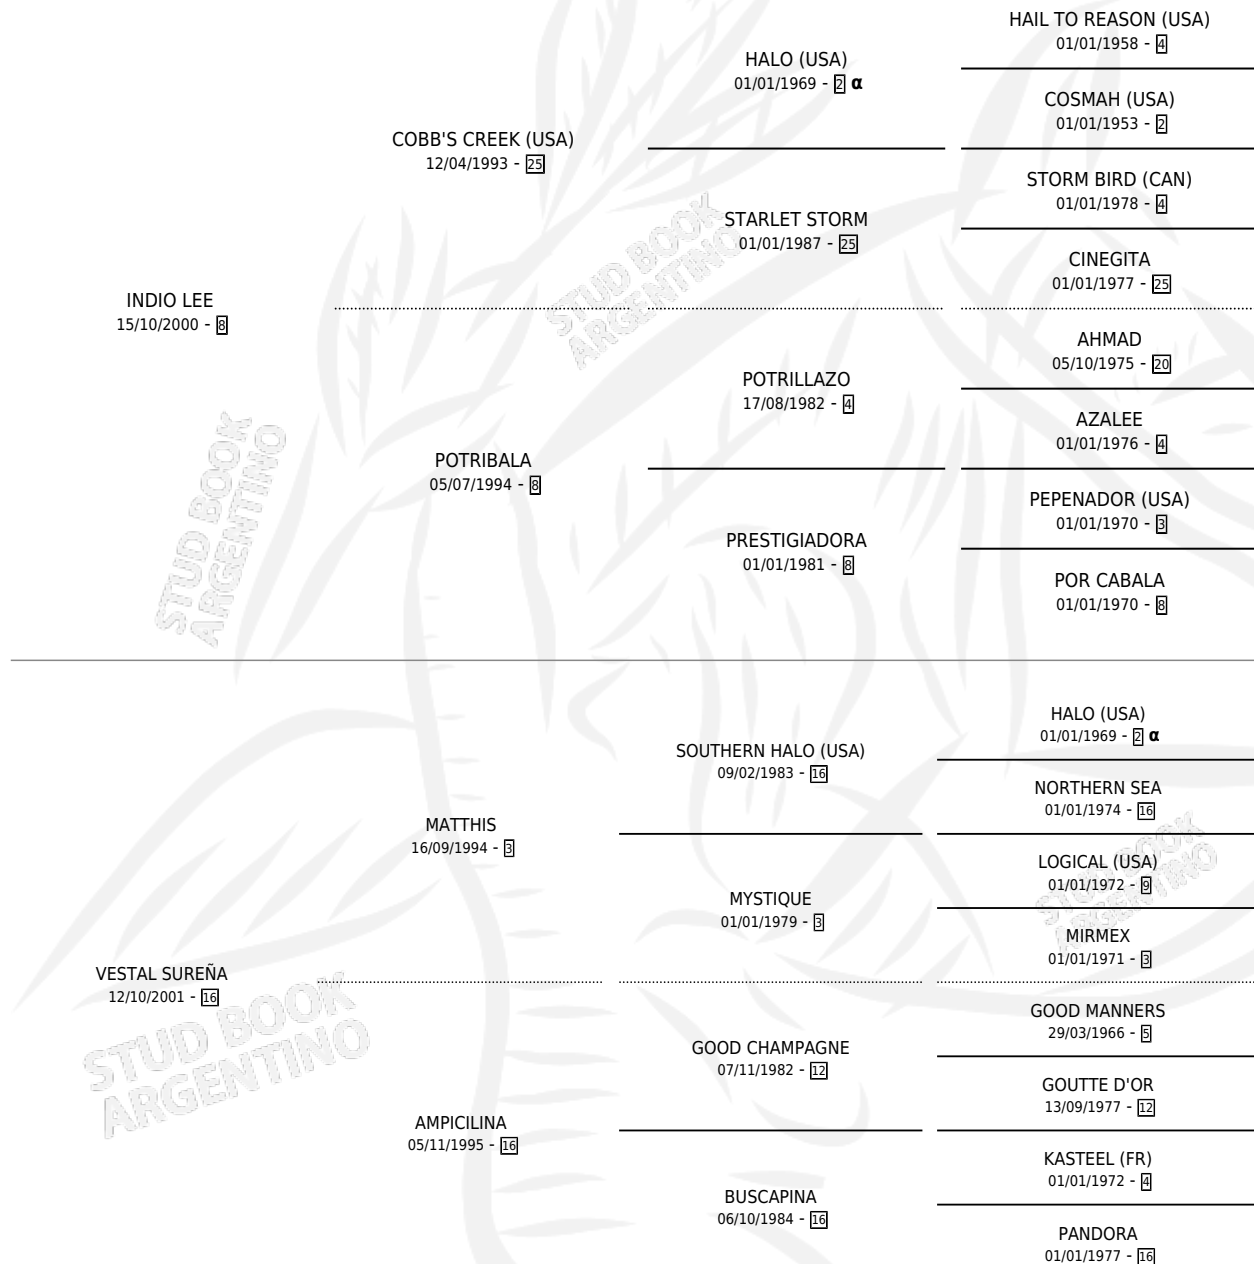 HAIL TO REASON (USA)
01/01/1958 - 4
HALO (USA)
01/01/1969 - 2 α
COSMAH (USA)
01/01/1953 - 2
COBB'S CREEK (USA)
12/04/1993 - 25
STORM BIRD (CAN)
01/01/1978 - 4
STARLET STORM
01/01/1987 - 25
CINEGITA
01/01/1977 - 25
INDIO LEE
15/10/2000 - 8
AHMAD
05/10/1975 - 20
POTRILLAZO
17/08/1982 - 4
AZALEE
01/01/1976 - 4
POTRIBALA
05/07/1994 - 8
PEPENADOR (USA)
01/01/1970 - 3
PRESTIGIADORA
01/01/1981 - 8
POR CABALA
01/01/1970 - 8
STUD BOOK
ARGENTINO
STUD BOOK
ARGENTINO
HALO (USA)
01/01/1969 - 2 α
SOUTHERN HALO (USA)
09/02/1983 - 16
NORTHERN SEA
01/01/1974 - 16
MATTHIS
16/09/1994 - 3
LOGICAL (USA)
01/01/1972 - 9
MYSTIQUE
01/01/1979 - 3
MIRMEX
01/01/1971 - 3
VESTAL SUREÑA
12/10/2001 - 16
GOOD MANNERS
29/03/1966 - 5
GOOD CHAMPAGNE
07/11/1982 - 12
GOUTTE D'OR
13/09/1977 - 12
AMPICILINA
05/11/1995 - 16
KASTEEL (FR)
01/01/1972 - 4
BUSCAPINA
06/10/1984 - 16
PANDORA
01/01/1977 - 16
STUD BOOK
ARGENTINO
STUD BOOK
ARGENTINO